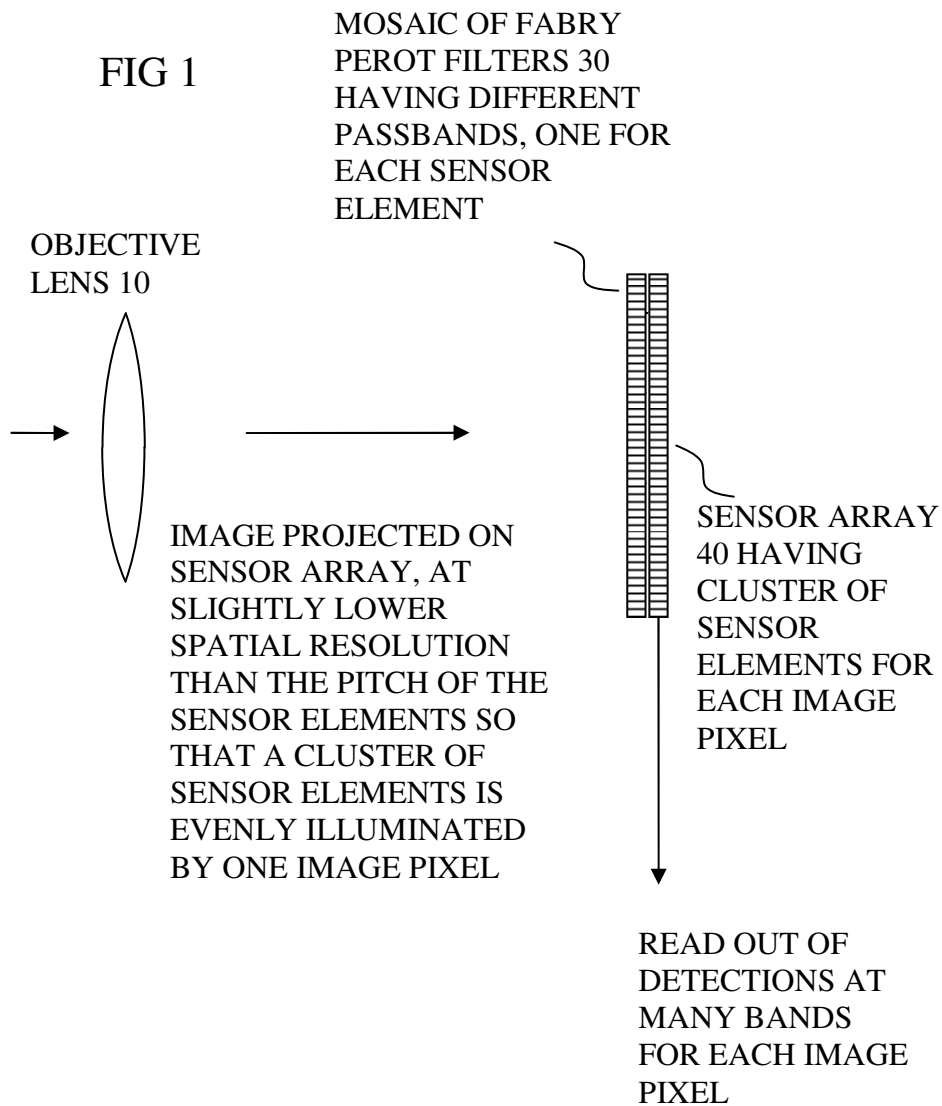 FIG 1
MOSAIC OF FABRY
PEROT FILTERS 30
HAVING DIFFERENT
PASSBANDS, ONE FOR
EACH SENSOR
ELEMENT
OBJECTIVE
LENS 10
IMAGE PROJECTED ON
SENSOR ARRAY, AT
SLIGHTLY LOWER
SPATIAL RESOLUTION
THAN THE PITCH OF THE
SENSOR ELEMENTS SO
THAT A CLUSTER OF
SENSOR ELEMENTS IS
EVENLY ILLUMINATED
BY ONE IMAGE PIXEL
SENSOR ARRAY
40 HAVING
CLUSTER OF
SENSOR
ELEMENTS FOR
EACH IMAGE
PIXEL
READ OUT OF
DETECTIONS AT
MANY BANDS
FOR EACH IMAGE
PIXEL